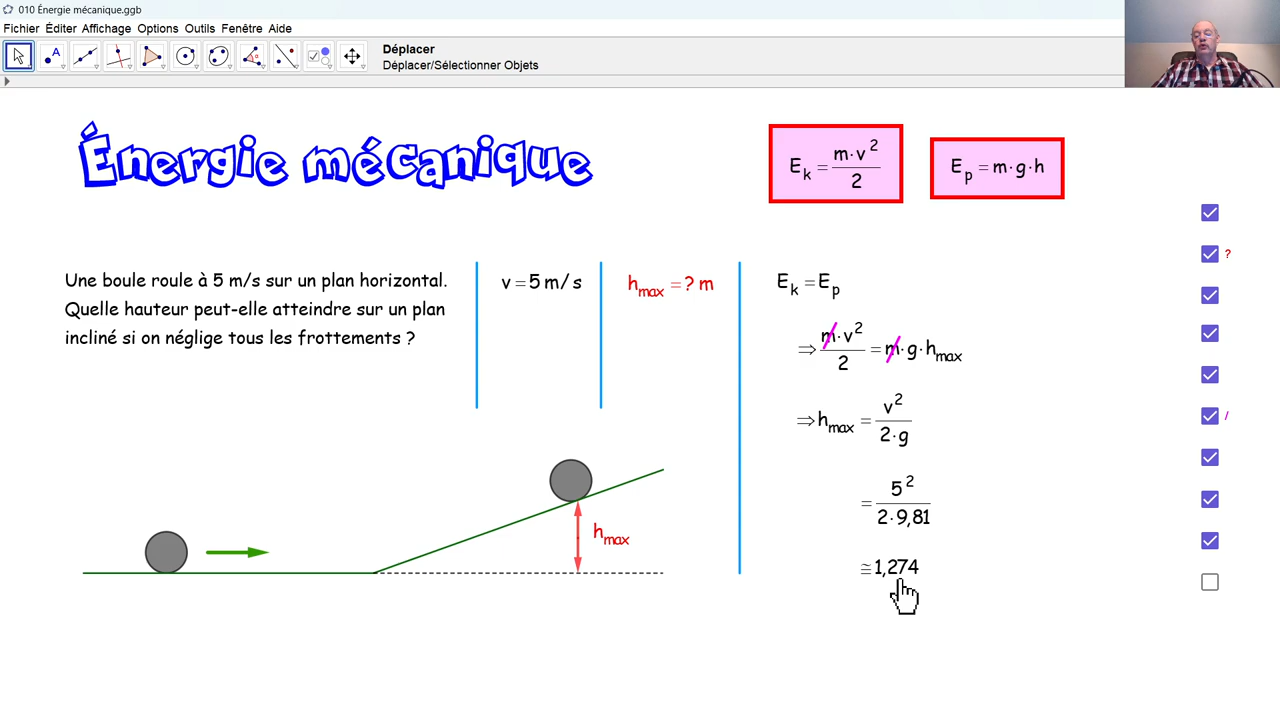 010 Énergie mécanique.ggb
Fichier Éditer Affichage Options Outils Fenêtre Aide
A
Déplacer
Déplacer/Sélectionner Objets
Énergie mécanique
E_k = m·v²/2
E_p = m·g·h
Une boule roule à 5 m/s sur un plan horizontal.
Quelle hauteur peut-elle atteindre sur un plan
incliné si on néglige tous les frottements ?
v = 5 m/s
h_max = ? m
E_k = E_p
⇒ m·v²/2 = m·g·h_max
⇒ h_max = v²/(2·g)
= 5²/(2·9,81)
≅ 1,274
h_max
?
/